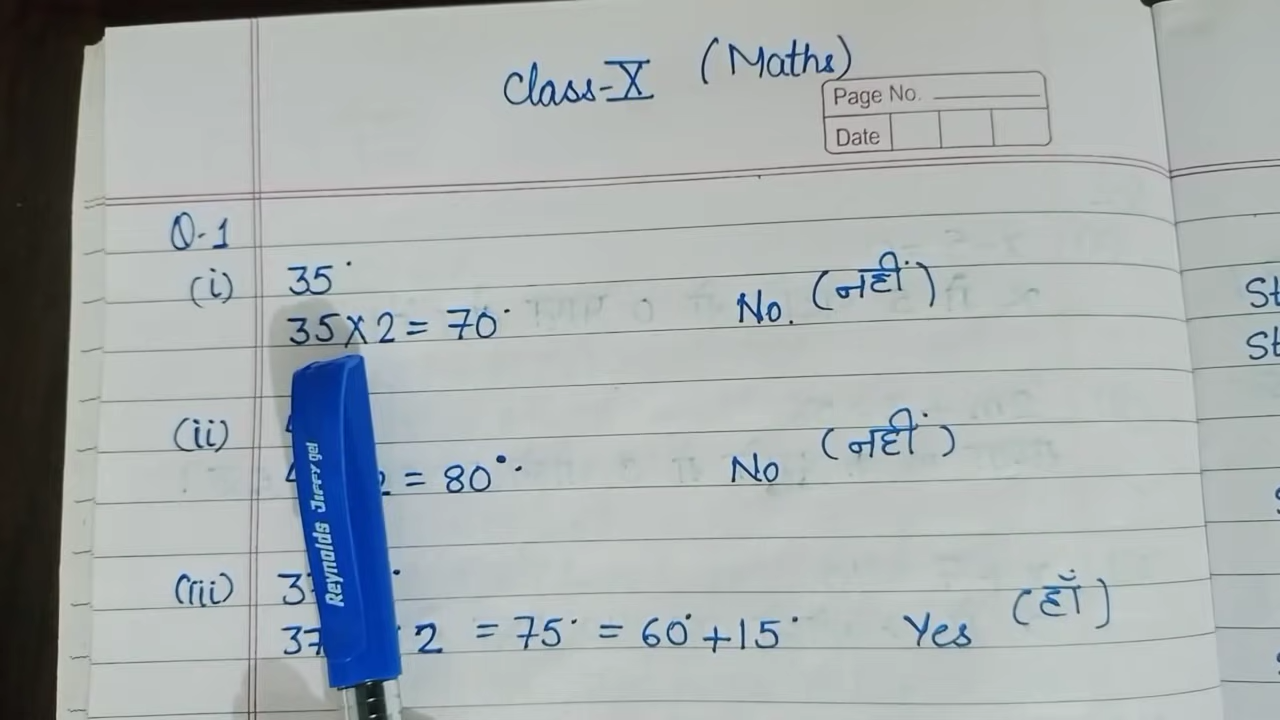 Class-X (Maths)
Page No.
Date
Q.1
(i) 35°
35×2 = 70° No. (नहीं)
(ii)
= 80° No (नहीं)
(iii)
2 = 75° = 60°+15° Yes (हाँ)
Reynolds JIFFY gel